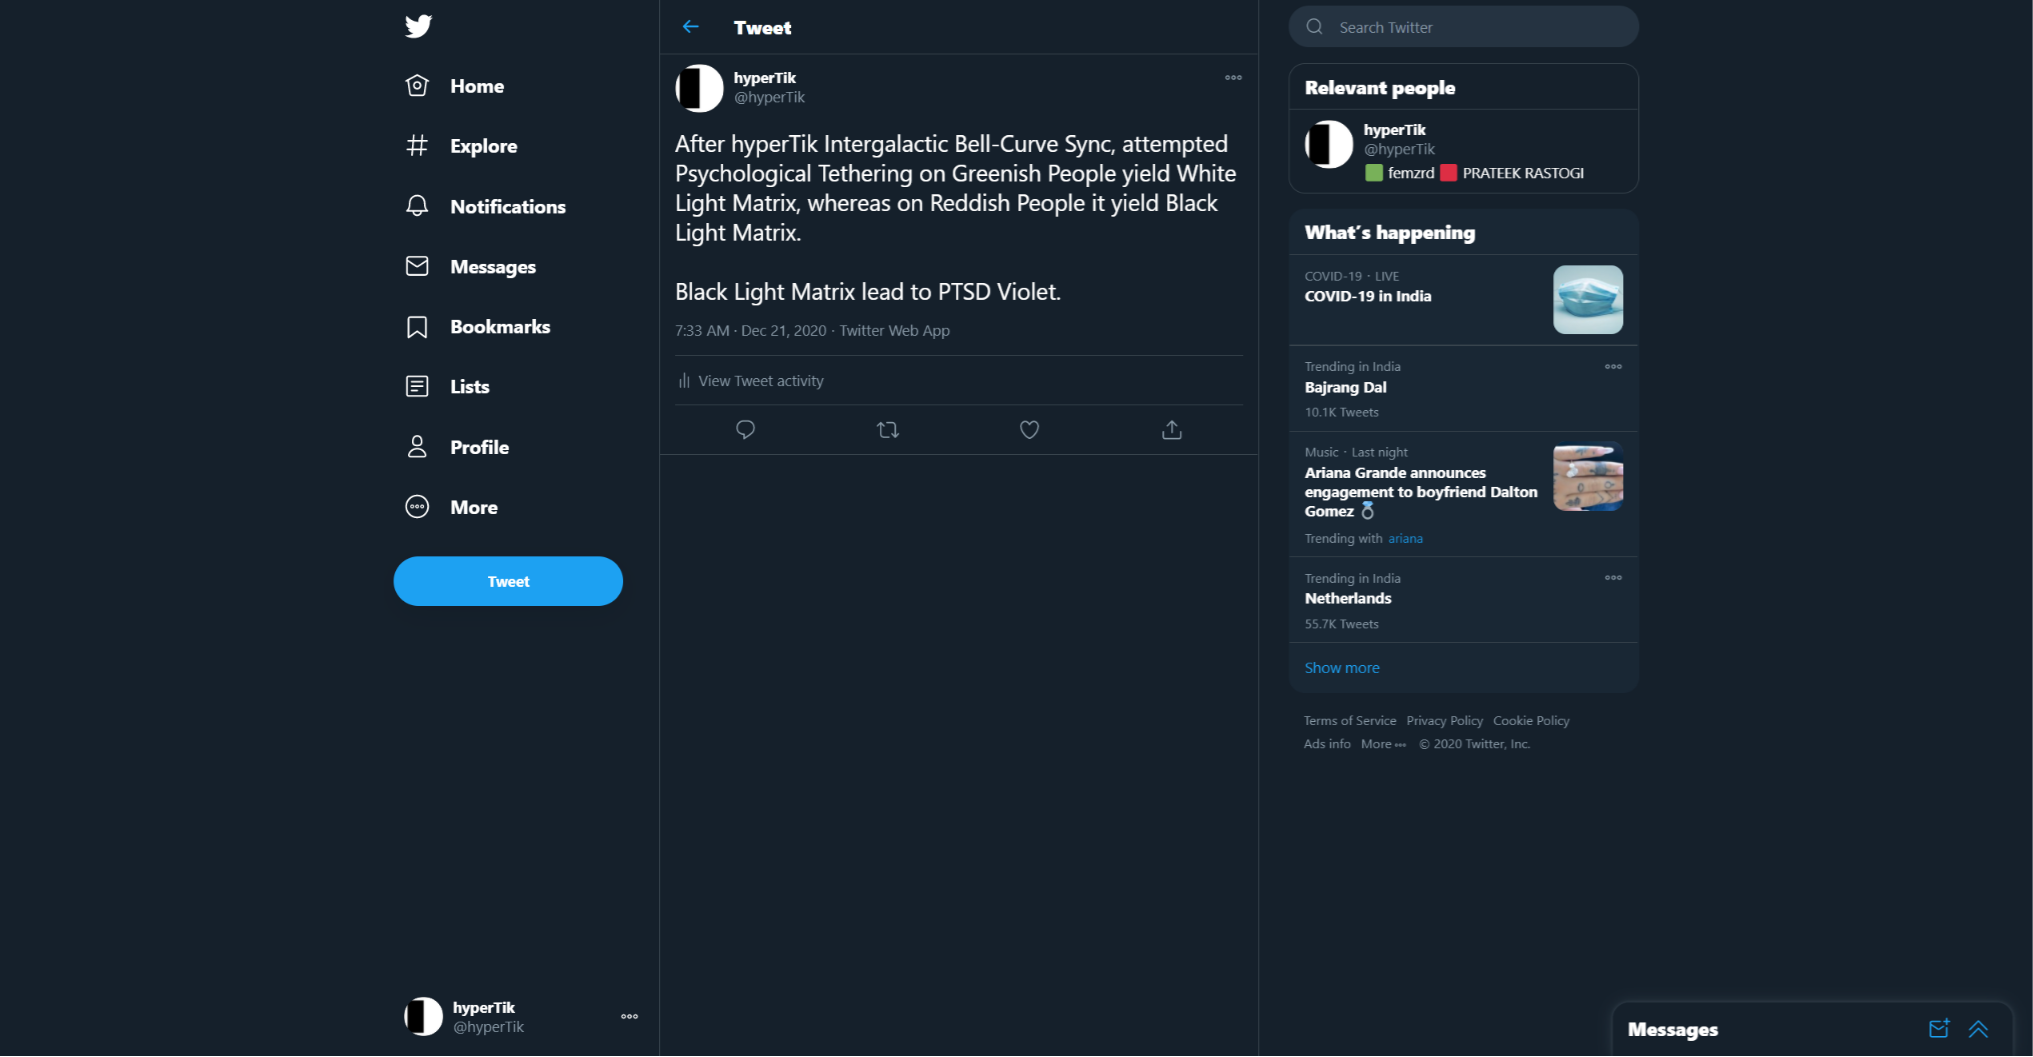 Home
Explore
Notifications
Messages
Bookmarks
Lists
Profile
More
Tweet
hyperTik
@hyperTik
Tweet
hyperTik
@hyperTik
After hyperTik Intergalactic Bell-Curve Sync, attempted
Psychological Tethering on Greenish People yield White
Light Matrix, whereas on Reddish People it yield Black
Light Matrix.
Black Light Matrix lead to PTSD Violet.
7:33 AM · Dec 21, 2020 · Twitter Web App
View Tweet activity
Search Twitter
Relevant people
hyperTik
@hyperTik
femzrd PRATEEK RASTOGI
What's happening
COVID-19 · LIVE
COVID-19 in India
Trending in India
Bajrang Dal
10.1K Tweets
Music · Last night
Ariana Grande announces
engagement to boyfriend Dalton
Gomez
Trending with ariana
Trending in India
Netherlands
55.7K Tweets
Show more
Terms of Service Privacy Policy Cookie Policy
Ads info More © 2020 Twitter, Inc.
Messages